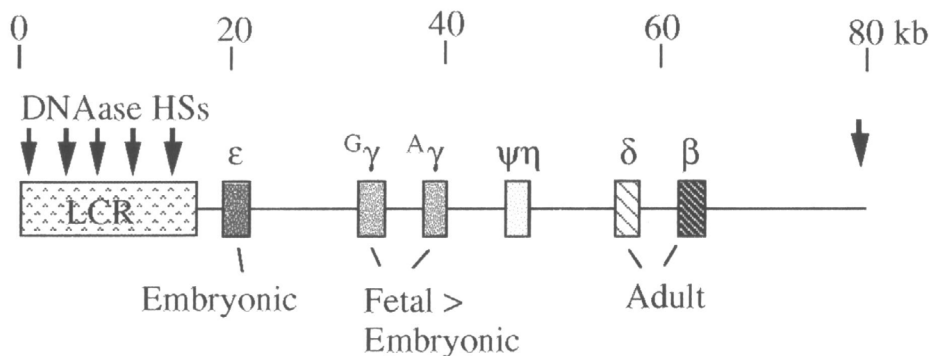 0 20 40 60 80 kb
DNAase HSs
ε Gγ Aγ ψη δ β
LCR
Embryonic Fetal > Adult
Embryonic